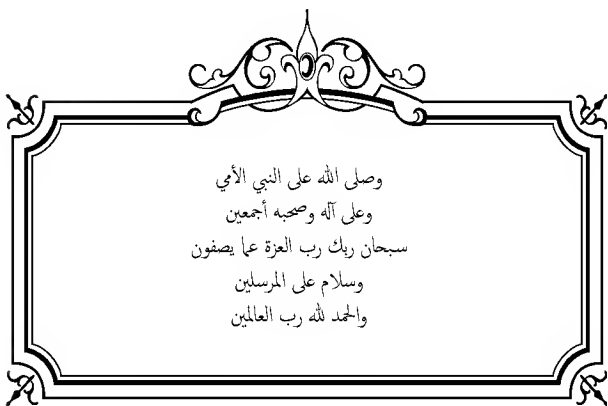 وصلى الله على النبي الأمي
وعلى آله وصحبه أجمعين
سبحان ربك رب العزة عما يصفون
وسلام على المرسلين
والحمد لله رب العالمين